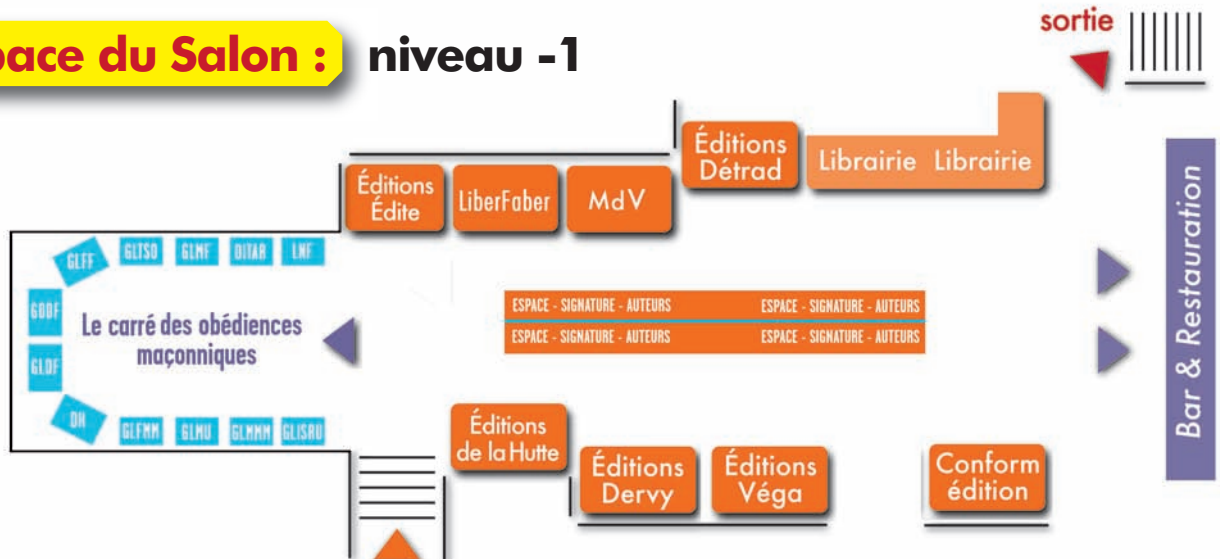 pace du Salon : niveau -1
sortie
Éditions
Édite
LiberFaber
MdV
Éditions
Détrad
Librairie Librairie
Bar & Restauration
GLFF
GLTSO
GLMF
DITAR
LNF
GODF
GLDF
DH
GLFMM
GLMU
GLMMM
GLISRU
Le carré des obédiences
maçonniques
ESPACE - SIGNATURE - AUTEURS ESPACE - SIGNATURE - AUTEURS
ESPACE - SIGNATURE - AUTEURS ESPACE - SIGNATURE - AUTEURS
Éditions
de la Hutte
Éditions
Dervy
Éditions
Véga
Conform
édition